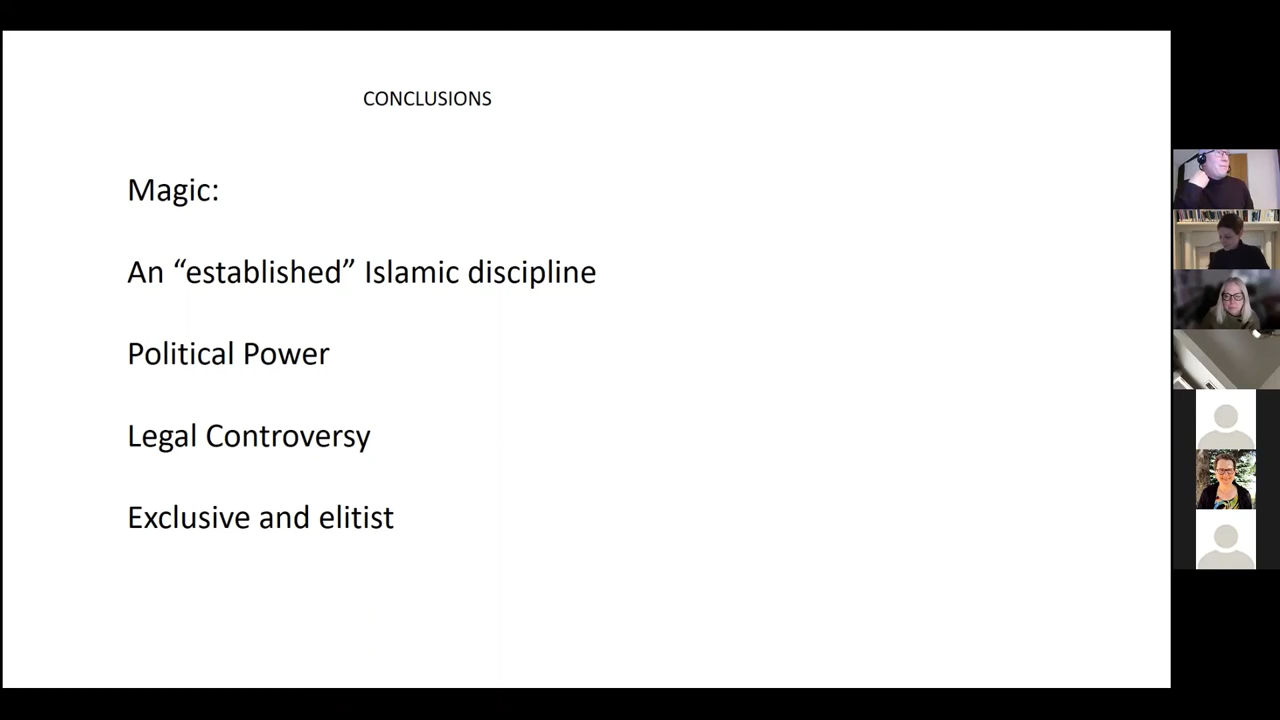 CONCLUSIONS
Magic:
An “established” Islamic discipline
Political Power
Legal Controversy
Exclusive and elitist